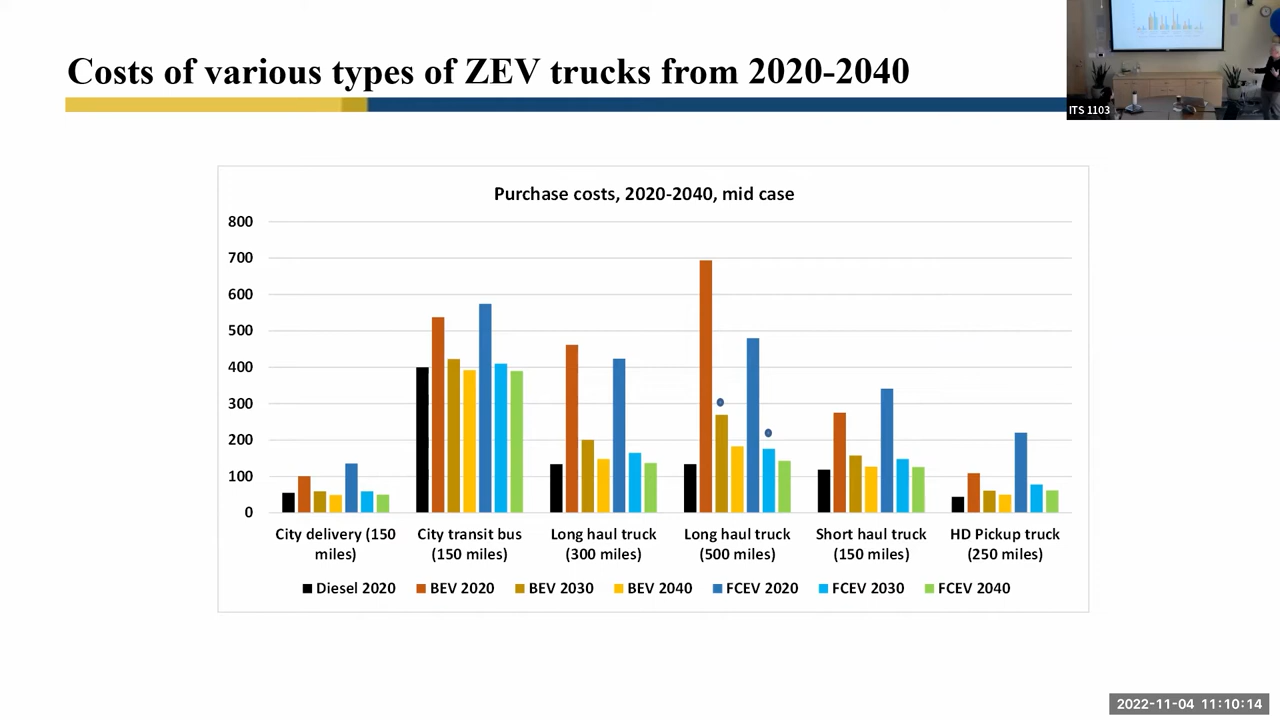 Costs of various types of ZEV trucks from 2020-2040
ITS 1103
Purchase costs, 2020-2040, mid case
800
700
600
500
400
300
200
100
0
City delivery (150
miles)
City transit bus
(150 miles)
Long haul truck
(300 miles)
Long haul truck
(500 miles)
Short haul truck
(150 miles)
HD Pickup truck
(250 miles)
Diesel 2020 BEV 2020 BEV 2030 BEV 2040 FCEV 2020 FCEV 2030 FCEV 2040
2022-11-04 11:10:14